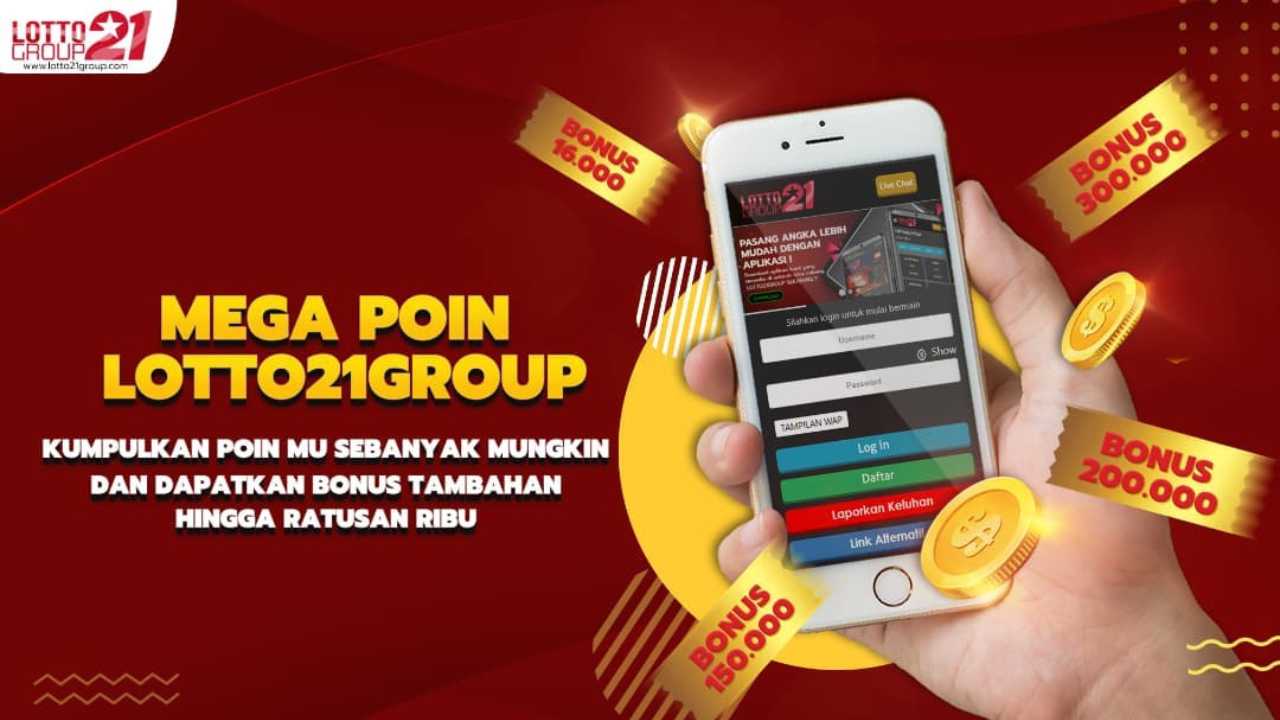 LOTTO
GROUP 21
www.lotto21group.com
BONUS
16.000
BONUS
300.000
MEGA POIN
LOTTO21GROUP
KUMPULKAN POIN MU SEBANYAK MUNGKIN
DAN DAPATKAN BONUS TAMBAHAN
HINGGA RATUSAN RIBU
LOTTO
GROUP 21
Live Chat
PASANG ANGKA LEBIH
MUDAH DENGAN
APLIKASI !
Silahkan login untuk mulai bermain
Username
Show
Password
TAMPILAN WAP
Log in
Daftar
Laporkan Keluhan
Link Alternatif
BONUS
200.000
BONUS
150.000